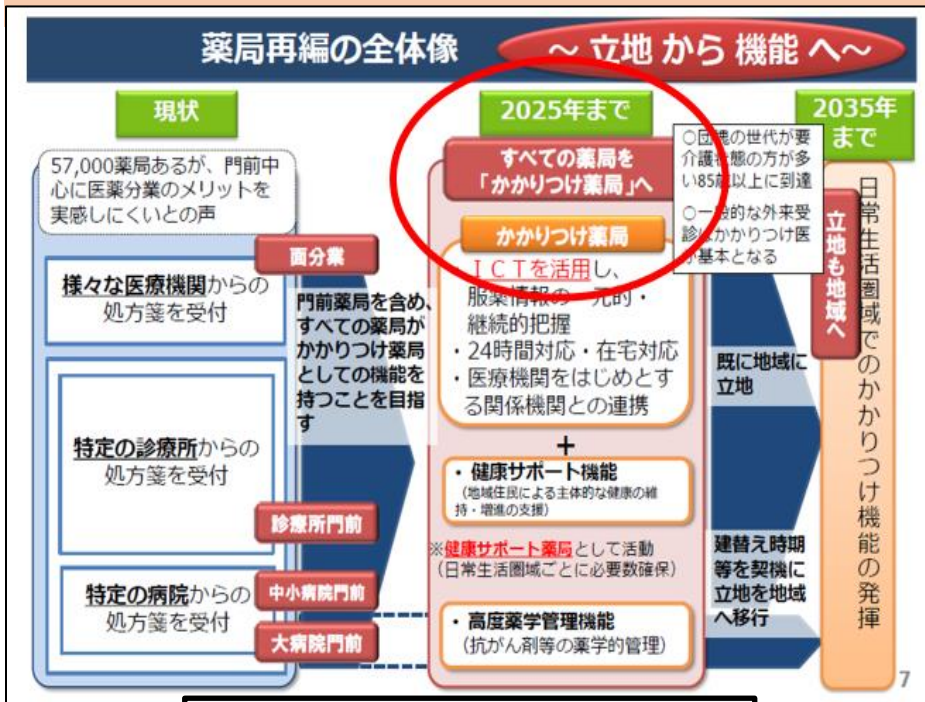 薬局再編の全体像
～ 立地 から 機能 へ～
現状
57,000薬局あるが、門前中
心に医薬分業のメリットを
実感しにくいとの声
面分業
様々な医療機関からの
処方箋を受付
特定の診療所からの
処方箋を受付
診療所門前
特定の病院からの
処方箋を受付
中小病院門前
大病院門前
門前薬局を含め、
すべての薬局が
かかりつけ薬局
としての機能を
持つことを目指
す
2025年まで
すべての薬局を
「かかりつけ薬局」へ
かかりつけ薬局
ＩＣＴを活用し、
服薬情報の一元的・
継続的把握
・24時間対応・在宅対応
・医療機関をはじめとす
る関係機関との連携
＋
・ 健康サポート機能
（地域住民による主体的な健康の維
持・増進の支援）
※健康サポート薬局として活動
（日常生活圏域ごとに必要数確保）
・ 高度薬学管理機能
（抗がん剤等の薬学的管理）
○団塊の世代が要
介護状態の方が多
い85歳以上に到達
○一般的な外来受
診はかかりつけ医
が基本となる
既に地域に
立地
建替え時期
等を契機に
立地を地域
へ移行
2035年
まで
立地も地域へ
日常生活圏域でのかかりつけ機能の発揮
7